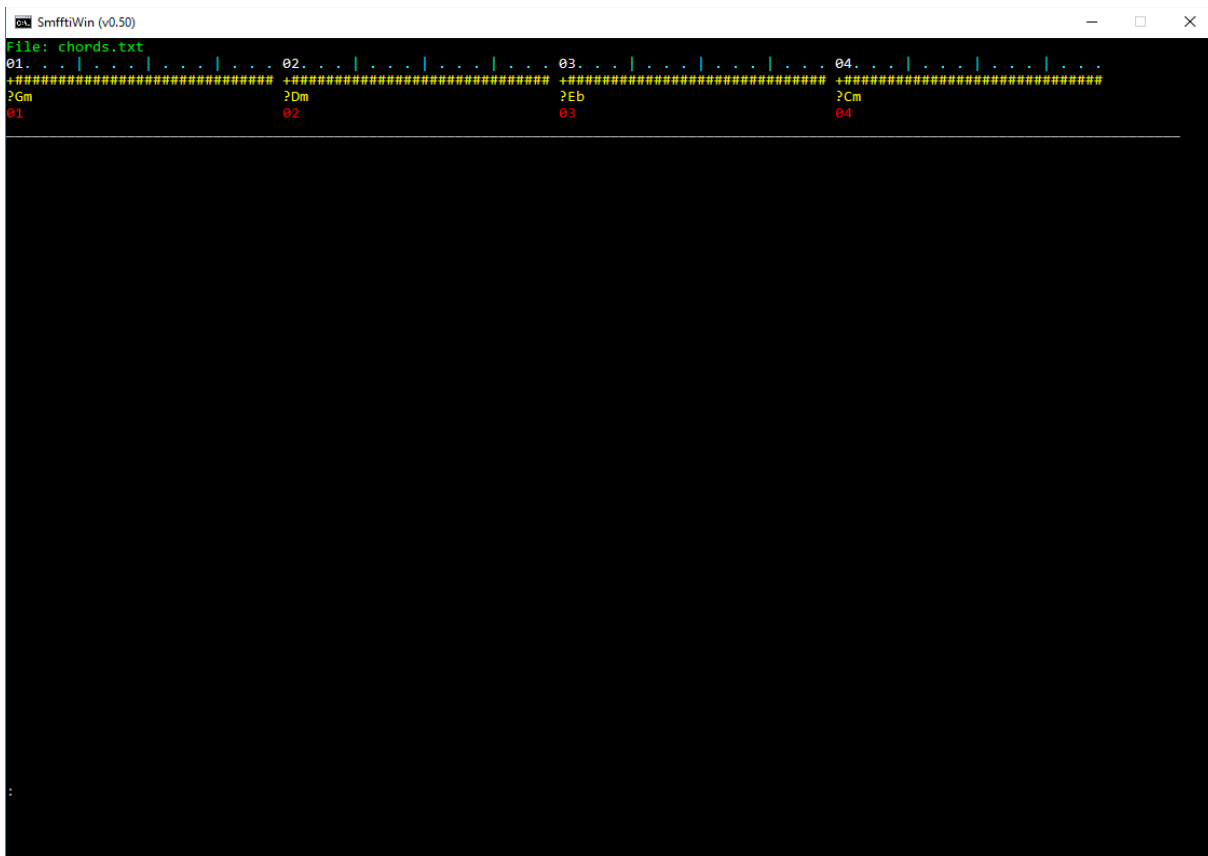 SmfftiWin (v0.50)
File: chords.txt
01. . . | . . . | . . . | . . . 02. . . | . . . | . . . | . . . 03. . . | . . . | . . . | . . . 04. . . | . . . | . . . | . . .
+############################## +############################## +############################## +##############################
?Gm ?Dm ?Eb ?Cm
01 02 03 04
: